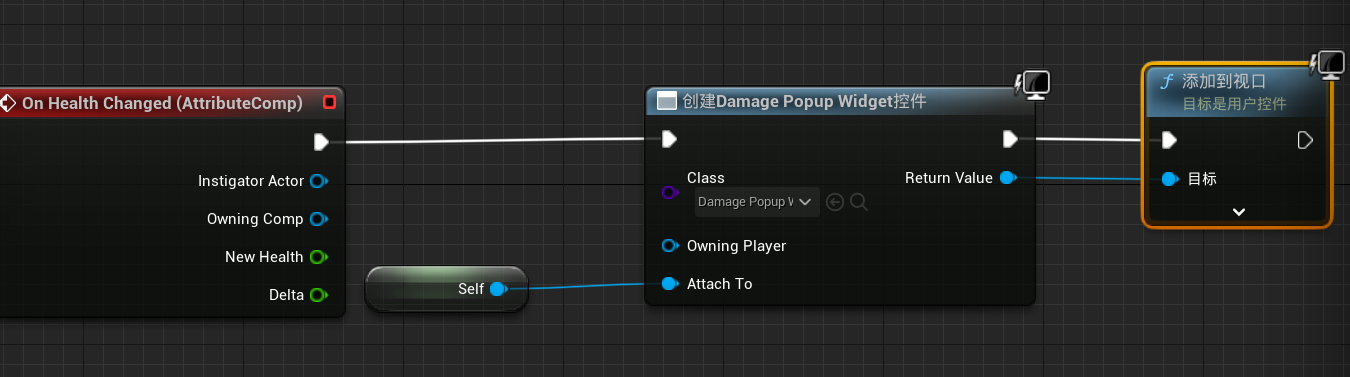 On Health Changed (AttributeComp)
Instigator Actor
Owning Comp
New Health
Delta
Self
创建Damage Popup Widget控件
Class
Damage Popup
Return Value
Owning Player
Attach To
f 添加到视口
目标是用户控件
目标